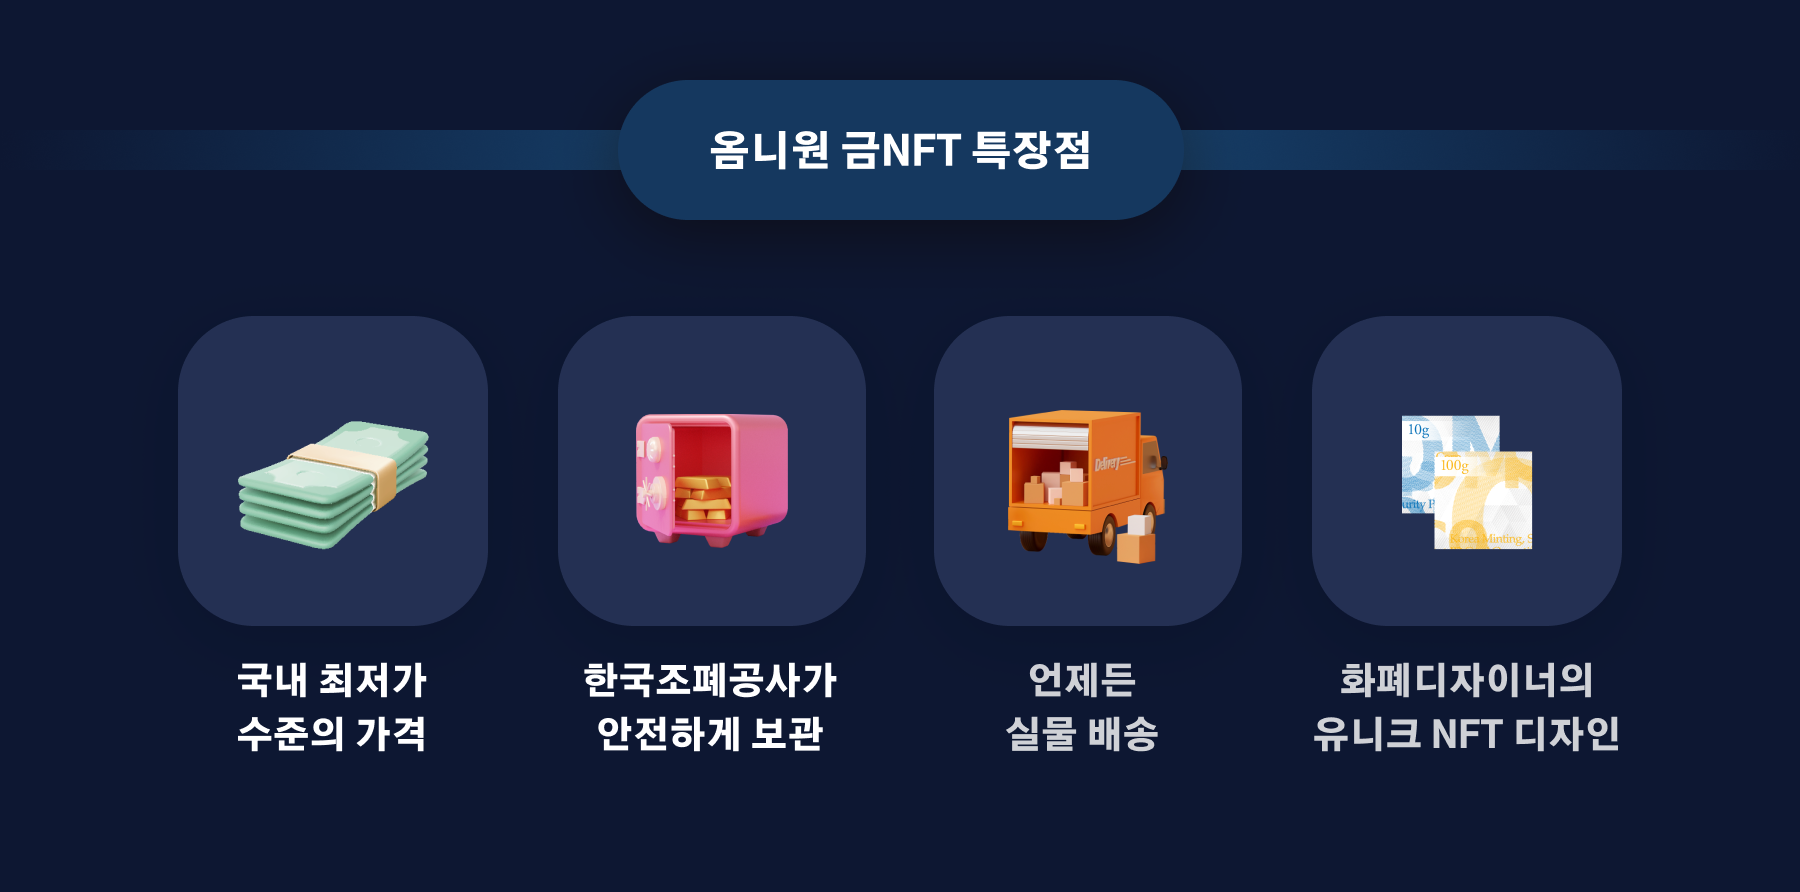 옴니원 금NFT 특장점
Delivery
10g
100g
Korea Minting, S
국내 최저가
수준의 가격
한국조폐공사가
안전하게 보관
언제든
실물 배송
화폐디자이너의
유니크 NFT 디자인